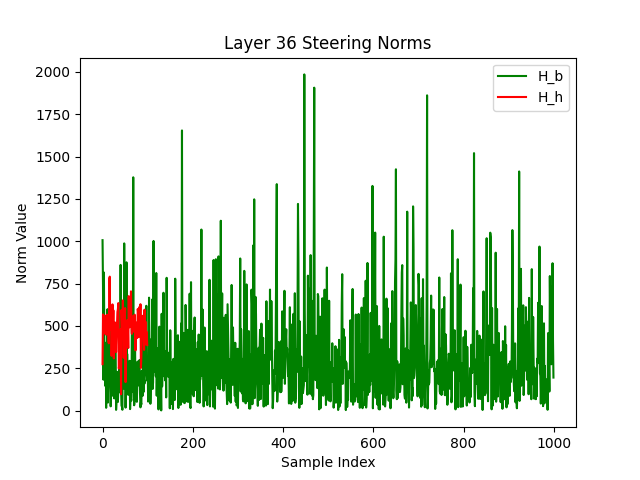 Layer 36 Steering Norms
H_b
H_h
Norm Value
2000
1750
1500
1250
1000
750
500
250
0
0 200 400 600 800 1000
Sample Index